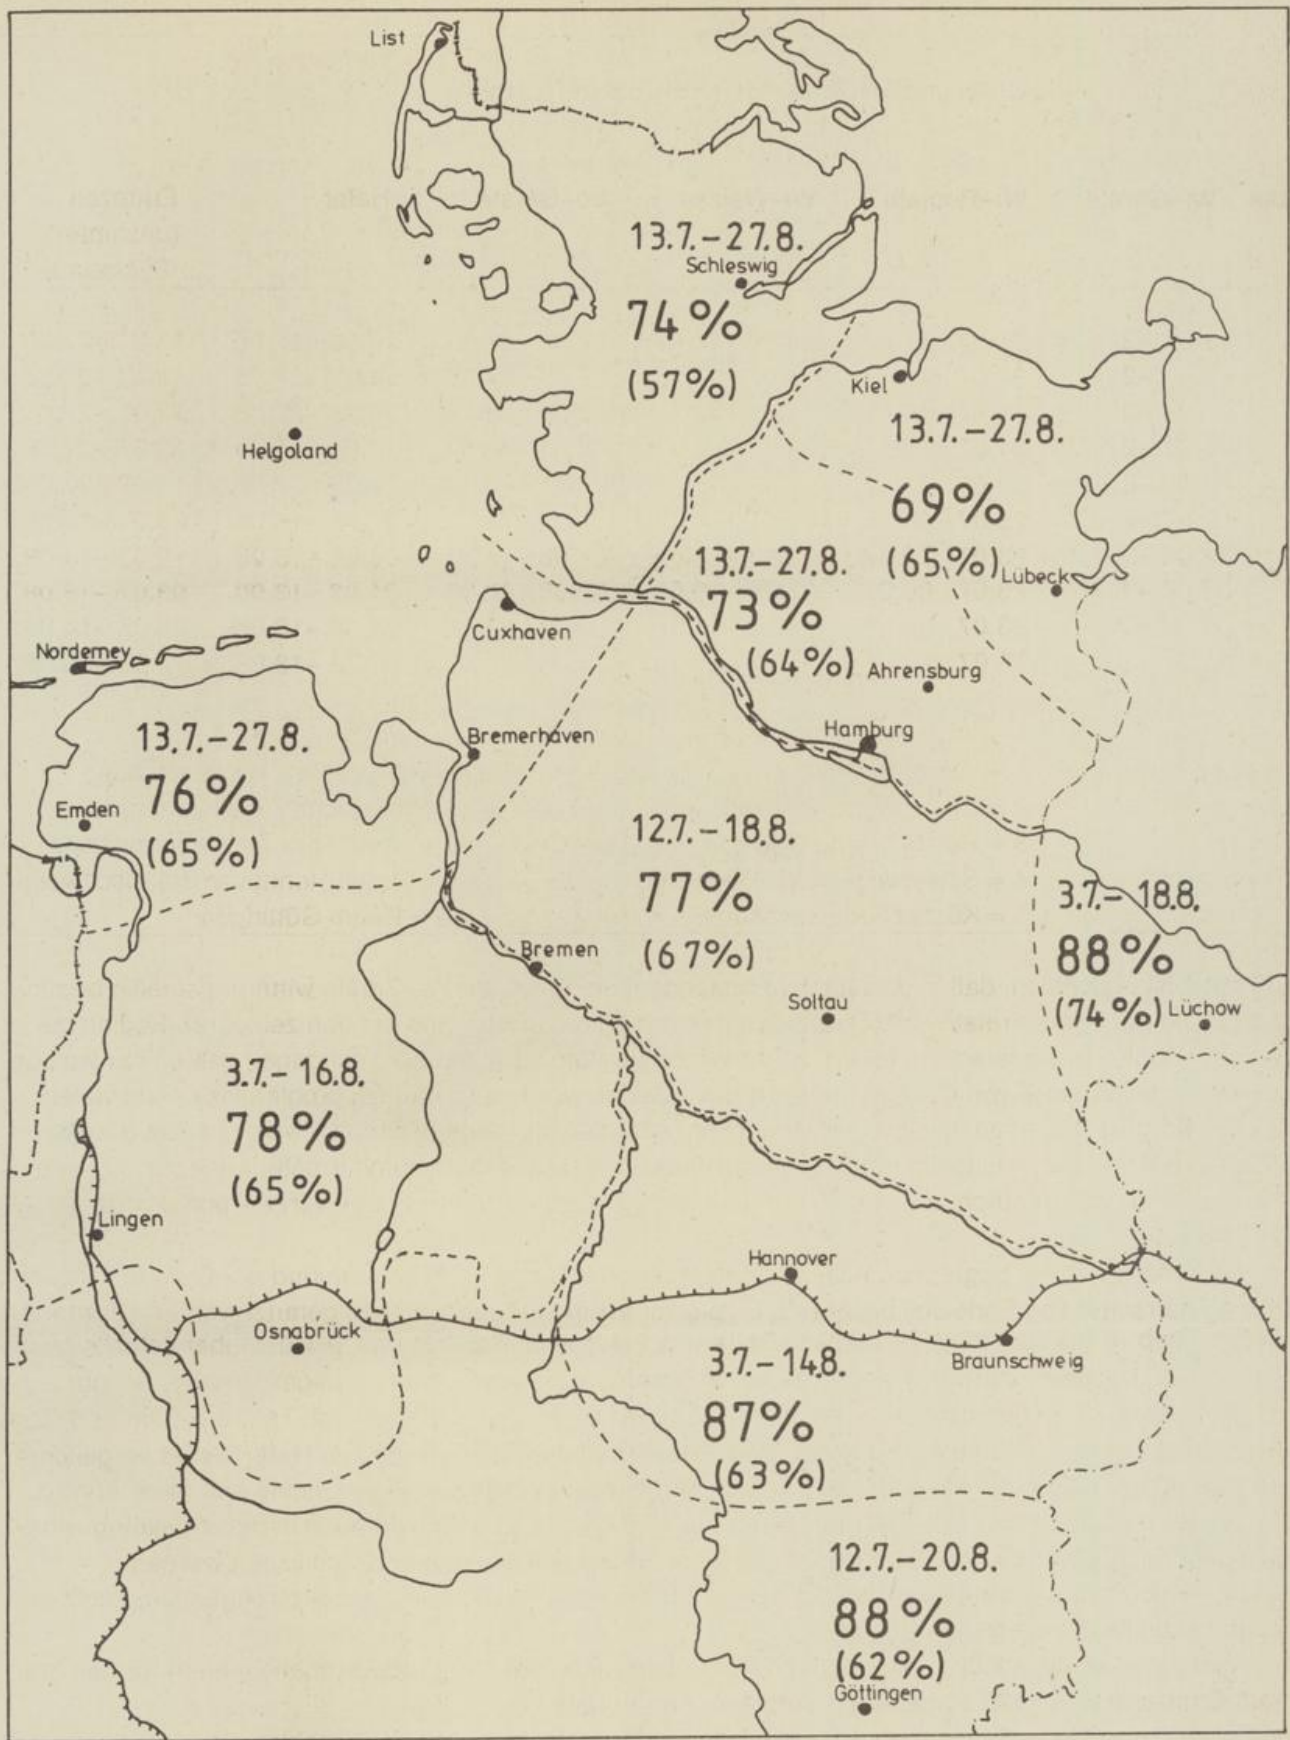 List
13.7.–27.8.
Schleswig
74%
(57%)
Kiel
13.7.–27.8.
Helgoland
69%
(65%)
Lübeck
13.7.–27.8.
73%
(64%)
Cuxhaven
Ahrensburg
Norderney
Hamburg
Bremerhaven
13.7.–27.8.
76%
Emden
(65%)
12.7.–18.8.
77%
(67%)
3.7.–18.8.
88%
(74%)
Lüchow
Bremen
Soltau
3.7.–16.8.
78%
(65%)
Lingen
Hannover
Osnabrück
Braunschweig
3.7.–14.8.
87%
(63%)
12.7.–20.8.
88%
(62%)
Göttingen